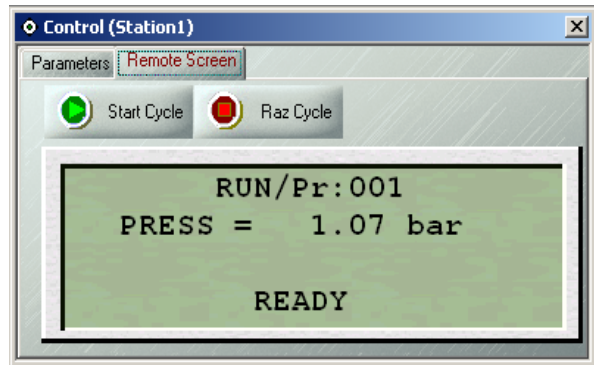 Control (Station1)
Parameters Remote Screen
Start Cycle Raz Cycle
RUN/Pr:001
PRESS = 1.07 bar
READY